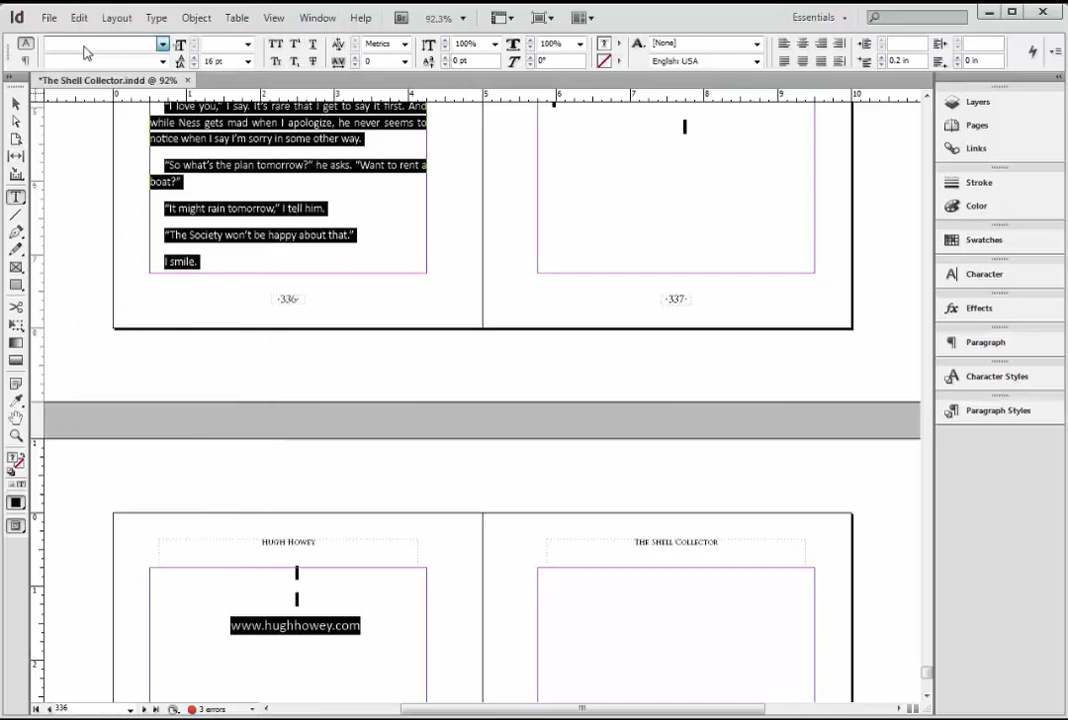 Id File Edit Layout Type Object Table View Window Help Br 92.3% Essentials
A Metrics 100% 100% ? [None] 0.2 in 0 in
16 pt 0 0 pt 0° English: USA
*The Shell Collector.indd @ 92% ×
0 1 2 3 4 5 6 7 8 9 10
"I love you," I say. It's rare that I get to say it first. And
while Ness gets mad when I apologize, he never seems to
notice when I say I'm sorry in some other way.
"So what's the plan tomorrow?" he asks. "Want to rent a
boat?"
"It might rain tomorrow," I tell him.
"The Society won't be happy about that."
I smile.
·336· ·337·
HUGH HOWEY THE SHELL COLLECTOR
www.hughhowey.com
Layers
Pages
Links
Stroke
Color
Swatches
Character
Effects
Paragraph
Character Styles
Paragraph Styles
336 3 errors